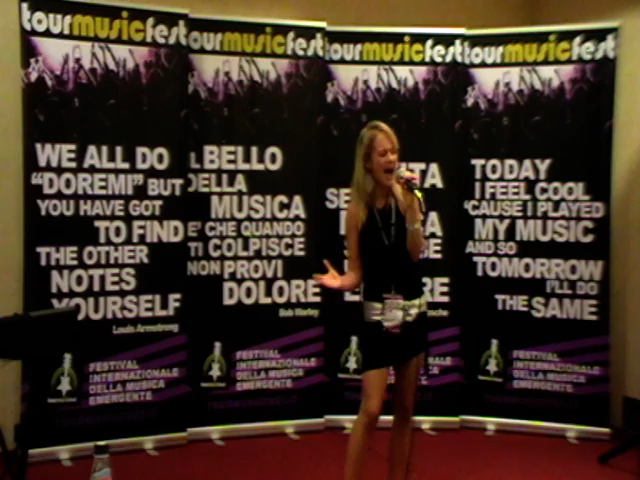 tourmusicfest
WE ALL DO
“DOREMI” BUT
YOU HAVE GOT
TO FIND
THE OTHER
NOTES
YOURSELF
Louis Armstrong
FESTIVAL
INTERNAZIONALE
DELLA MUSICA
EMERGENTE
tourmusicfest
BELLO
DELLA
MUSICA
E' CHE QUANDO
TI COLPISCE
NON PROVI
DOLORE
Bob Marley
FESTIVAL
INTERNAZIONALE
DELLA MUSICA
EMERGENTE
tourmusicfest
tourmusicfest
TODAY
I FEEL COOL
‘CAUSE I PLAYED
MY MUSIC
AND SO
TOMORROW
I'LL DO
THE SAME
FESTIVAL
INTERNAZIONALE
DELLA MUSICA
EMERGENTE